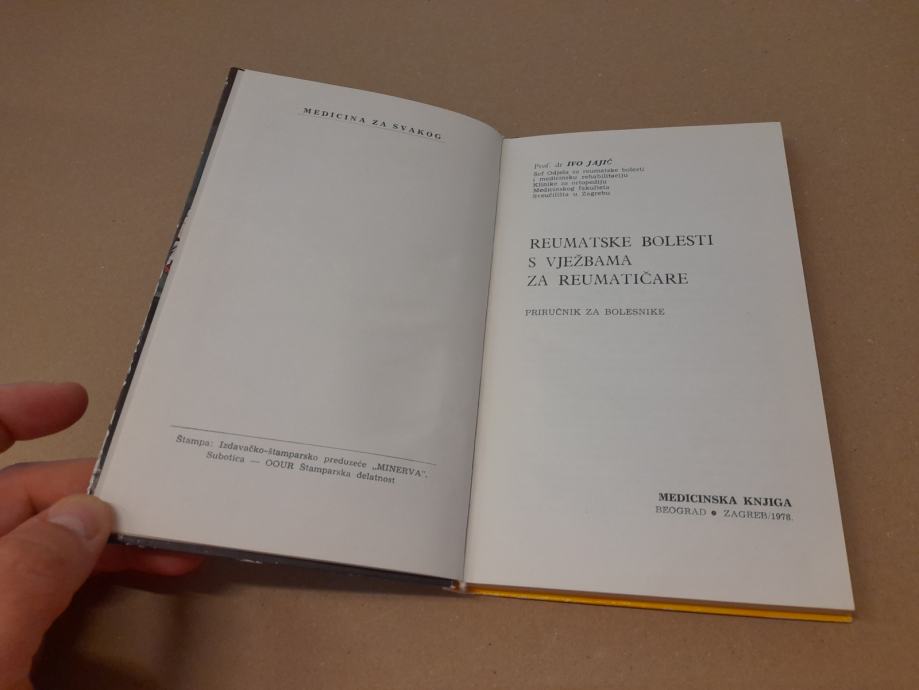 MEDICINA ZA SVAKOG
Štampa: Izdavačko-štamparsko preduzeće „MINERVA".
Subotica — OOUR Štamparska delatnost
Prof. dr IVO JAJIĆ
Šef Odjela za reumatske bolesti
i medicinsku rehabilitaciju
Klinike za ortopediju
Medicinskog fakulteta
Sveučilišta u Zagrebu
REUMATSKE BOLESTI
S VJEŽBAMA
ZA REUMATIČARE
PRIRUČNIK ZA BOLESNIKE
MEDICINSKA KNJIGA
BEOGRAD • ZAGREB/1978.